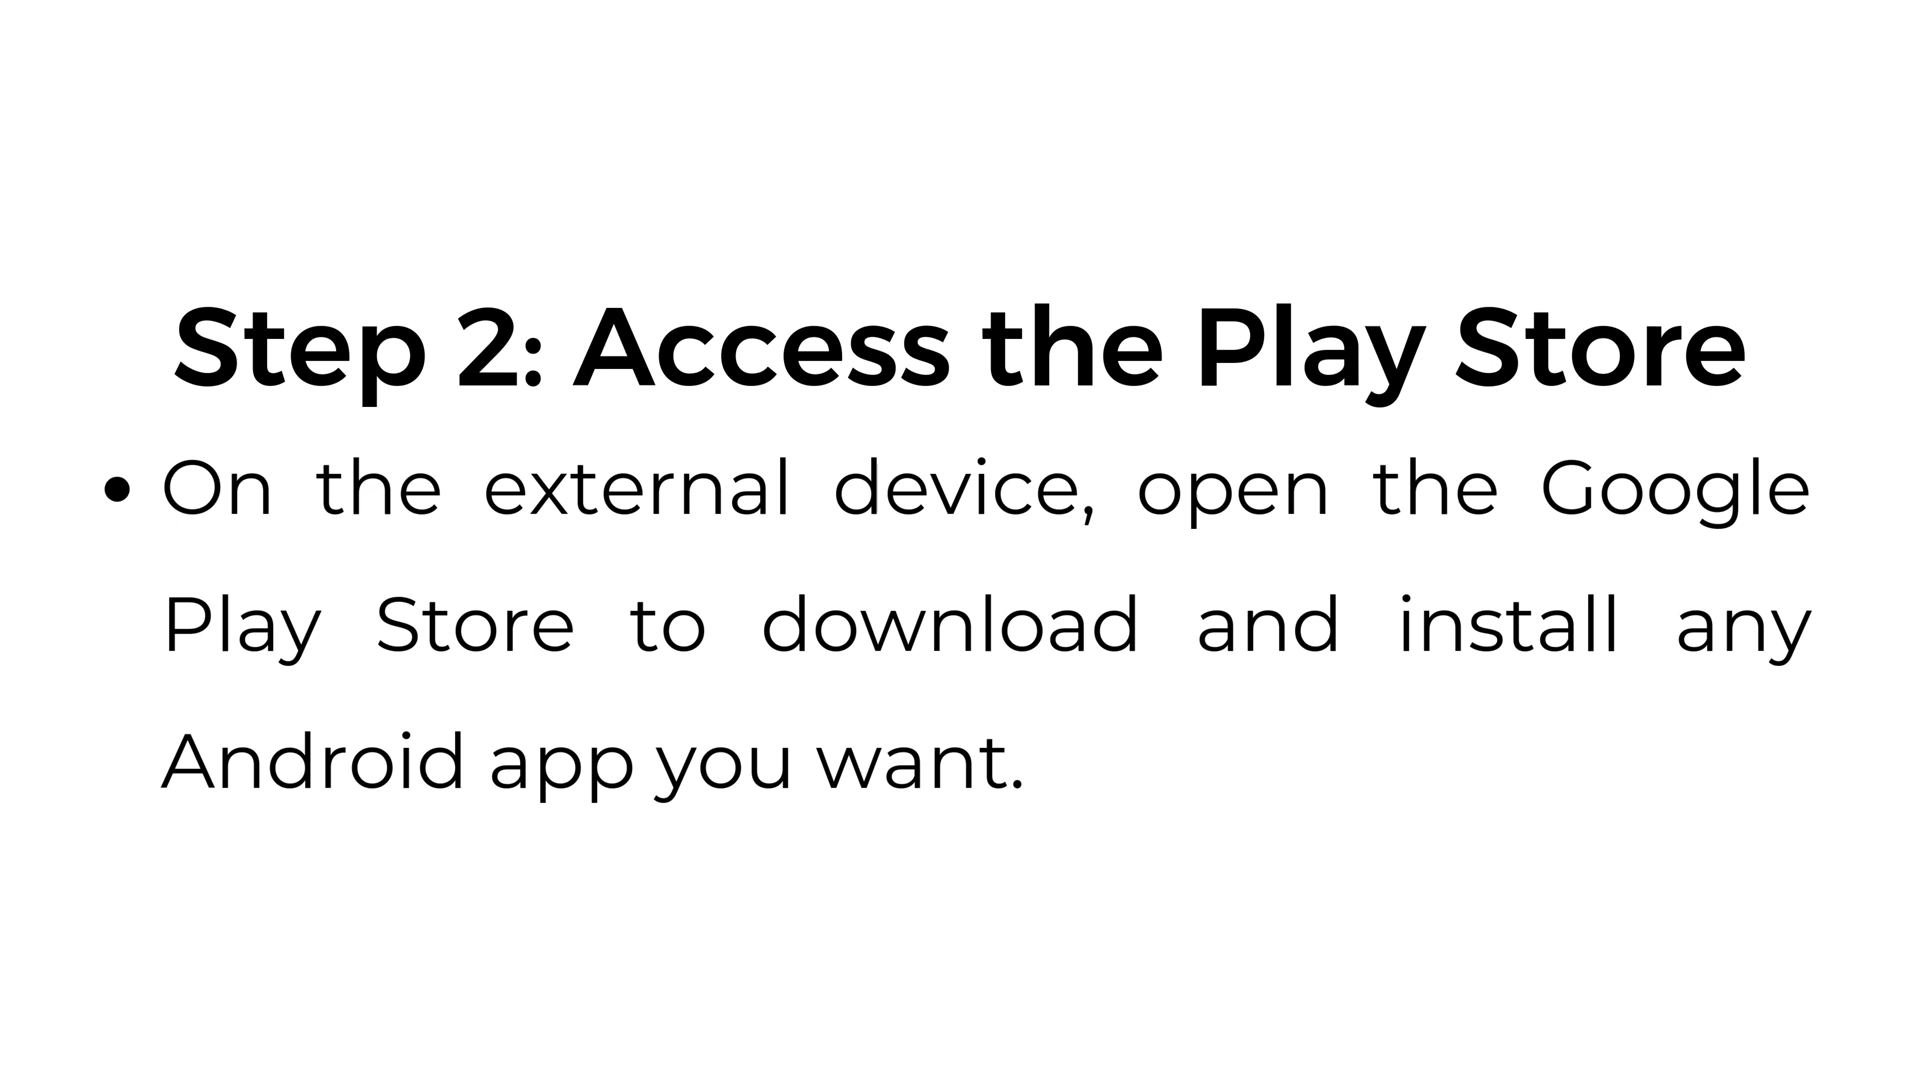 Step 2: Access the Play Store
• On the external device, open the Google
Play Store to download and install any
Android app you want.